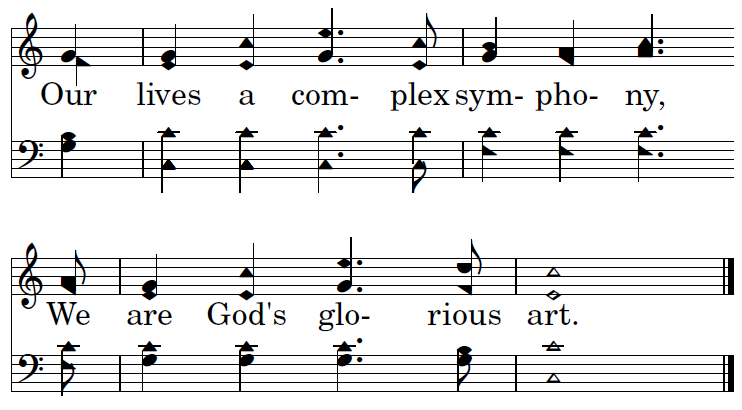 Our lives a com- plex sym- pho- ny,
We are God's glo- rious art.